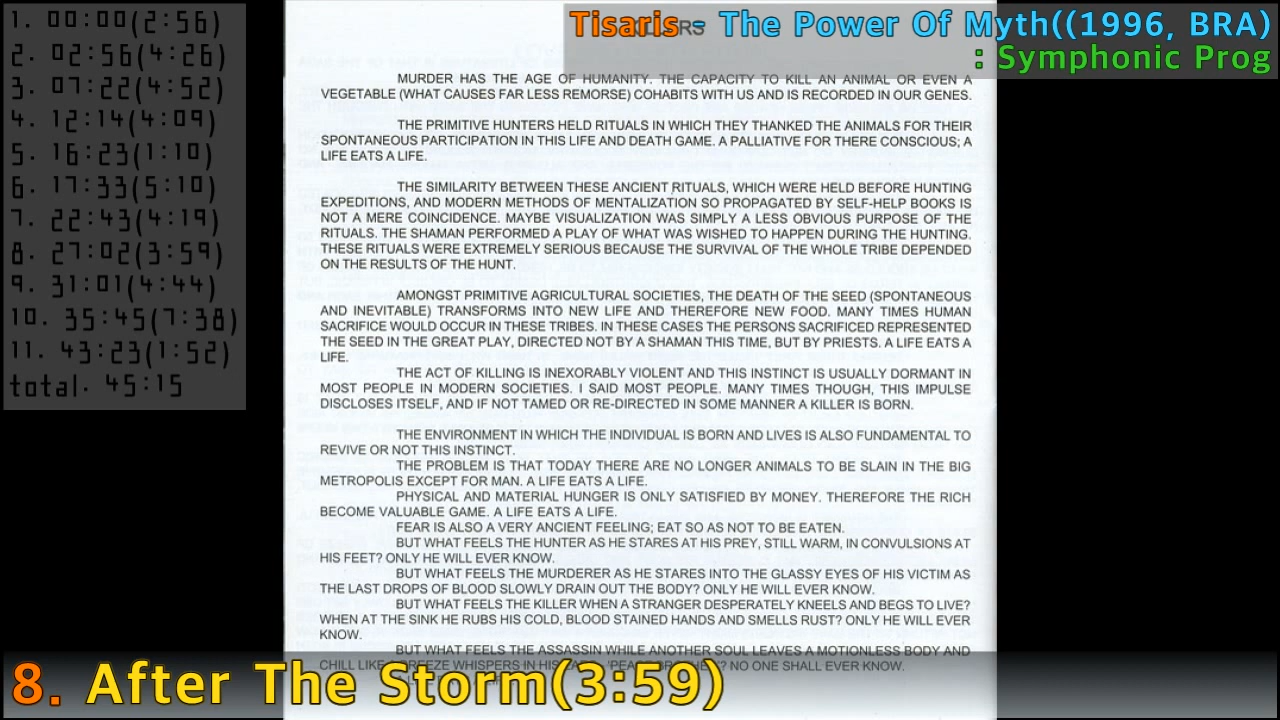 1. 00:00(2:56)
2. 02:56(4:26)
3. 07:22(4:52)
4. 12:14(4:09)
5. 16:23(1:10)
6. 17:33(5:10)
7. 22:43(4:19)
8. 27:02(3:59)
9. 31:01(4:44)
10. 35:45(7:38)
11. 43:23(1:52)
total. 45:15
Tisaris - The Power Of Myth((1996, BRA)
: Symphonic Prog
MURDER HAS THE AGE OF HUMANITY. THE CAPACITY TO KILL AN ANIMAL OR EVEN A
VEGETABLE (WHAT CAUSES FAR LESS REMORSE) COHABITS WITH US AND IS RECORDED IN OUR GENES.
THE PRIMITIVE HUNTERS HELD RITUALS IN WHICH THEY THANKED THE ANIMALS FOR THEIR
SPONTANEOUS PARTICIPATION IN THIS LIFE AND DEATH GAME. A PALLIATIVE FOR THERE CONSCIOUS; A
LIFE EATS A LIFE.
THE SIMILARITY BETWEEN THESE ANCIENT RITUALS, WHICH WERE HELD BEFORE HUNTING
EXPEDITIONS, AND MODERN METHODS OF MENTALIZATION SO PROPAGATED BY SELF-HELP BOOKS IS
NOT A MERE COINCIDENCE. MAYBE VISUALIZATION WAS SIMPLY A LESS OBVIOUS PURPOSE OF THE
RITUALS. THE SHAMAN PERFORMED A PLAY OF WHAT WAS WISHED TO HAPPEN DURING THE HUNTING.
THESE RITUALS WERE EXTREMELY SERIOUS BECAUSE THE SURVIVAL OF THE WHOLE TRIBE DEPENDED
ON THE RESULTS OF THE HUNT.
AMONGST PRIMITIVE AGRICULTURAL SOCIETIES, THE DEATH OF THE SEED (SPONTANEOUS
AND INEVITABLE) TRANSFORMS INTO NEW LIFE AND THEREFORE NEW FOOD. MANY TIMES HUMAN
SACRIFICE WOULD OCCUR IN THESE TRIBES. IN THESE CASES THE PERSONS SACRIFICED REPRESENTED
THE SEED IN THE GREAT PLAY, DIRECTED NOT BY A SHAMAN THIS TIME, BUT BY PRIESTS. A LIFE EATS A
LIFE.
THE ACT OF KILLING IS INEXORABLY VIOLENT AND THIS INSTINCT IS USUALLY DORMANT IN
MOST PEOPLE IN MODERN SOCIETIES. I SAID MOST PEOPLE. MANY TIMES THOUGH, THIS IMPULSE
DISCLOSES ITSELF, AND IF NOT TAMED OR RE-DIRECTED IN SOME MANNER A KILLER IS BORN.
THE ENVIRONMENT IN WHICH THE INDIVIDUAL IS BORN AND LIVES IS ALSO FUNDAMENTAL TO
REVIVE OR NOT THIS INSTINCT.
THE PROBLEM IS THAT TODAY THERE ARE NO LONGER ANIMALS TO BE SLAIN IN THE BIG
METROPOLIS EXCEPT FOR MAN. A LIFE EATS A LIFE.
PHYSICAL AND MATERIAL HUNGER IS ONLY SATISFIED BY MONEY. THEREFORE THE RICH
BECOME VALUABLE GAME. A LIFE EATS A LIFE.
FEAR IS ALSO A VERY ANCIENT FEELING; EAT SO AS NOT TO BE EATEN.
BUT WHAT FEELS THE HUNTER AS HE STARES AT HIS PREY, STILL WARM, IN CONVULSIONS AT
HIS FEET? ONLY HE WILL EVER KNOW.
BUT WHAT FEELS THE MURDERER AS HE STARES INTO THE GLASSY EYES OF HIS VICTIM AS
THE LAST DROPS OF BLOOD SLOWLY DRAIN OUT THE BODY? ONLY HE WILL EVER KNOW.
BUT WHAT FEELS THE KILLER WHEN A STRANGER DESPERATELY KNEELS AND BEGS TO LIVE?
WHEN AT THE SINK HE RUBS HIS COLD, BLOOD STAINED HANDS AND SMELLS RUST? ONLY HE WILL EVER
KNOW.
BUT WHAT FEELS THE ASSASSIN WHILE ANOTHER SOUL LEAVES A MOTIONLESS BODY AND
CHILL LIKE BREEZE WHISPERS IN HIS NO ONE SHALL EVER KNOW.
8. After The Storm(3:59)